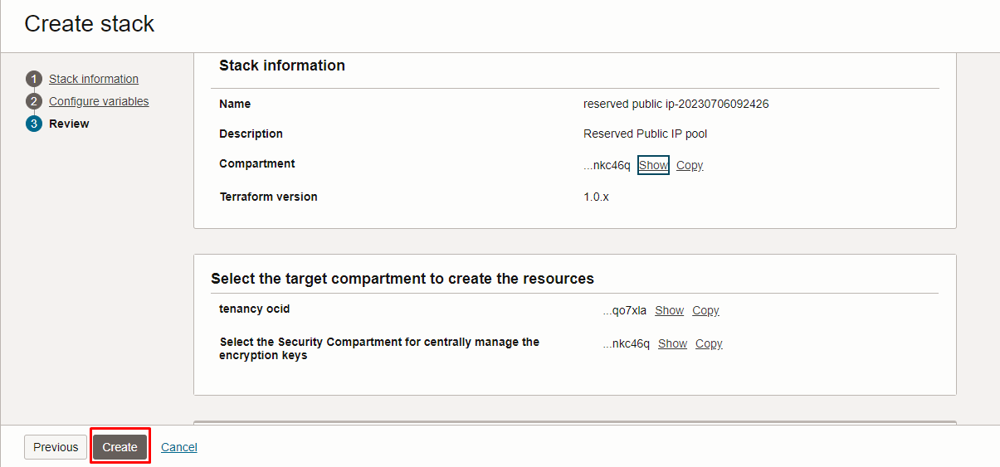 Create stack
1 Stack information
2 Configure variables
3 Review
Stack information
Name reserved public ip-20230706092426
Description Reserved Public IP pool
Compartment ...nkc46q Show Copy
Terraform version 1.0.x
Select the target compartment to create the resources
tenancy ocid ...qo7xla Show Copy
Select the Security Compartment for centrally manage the
encryption keys
...nkc46q Show Copy
Previous Create Cancel